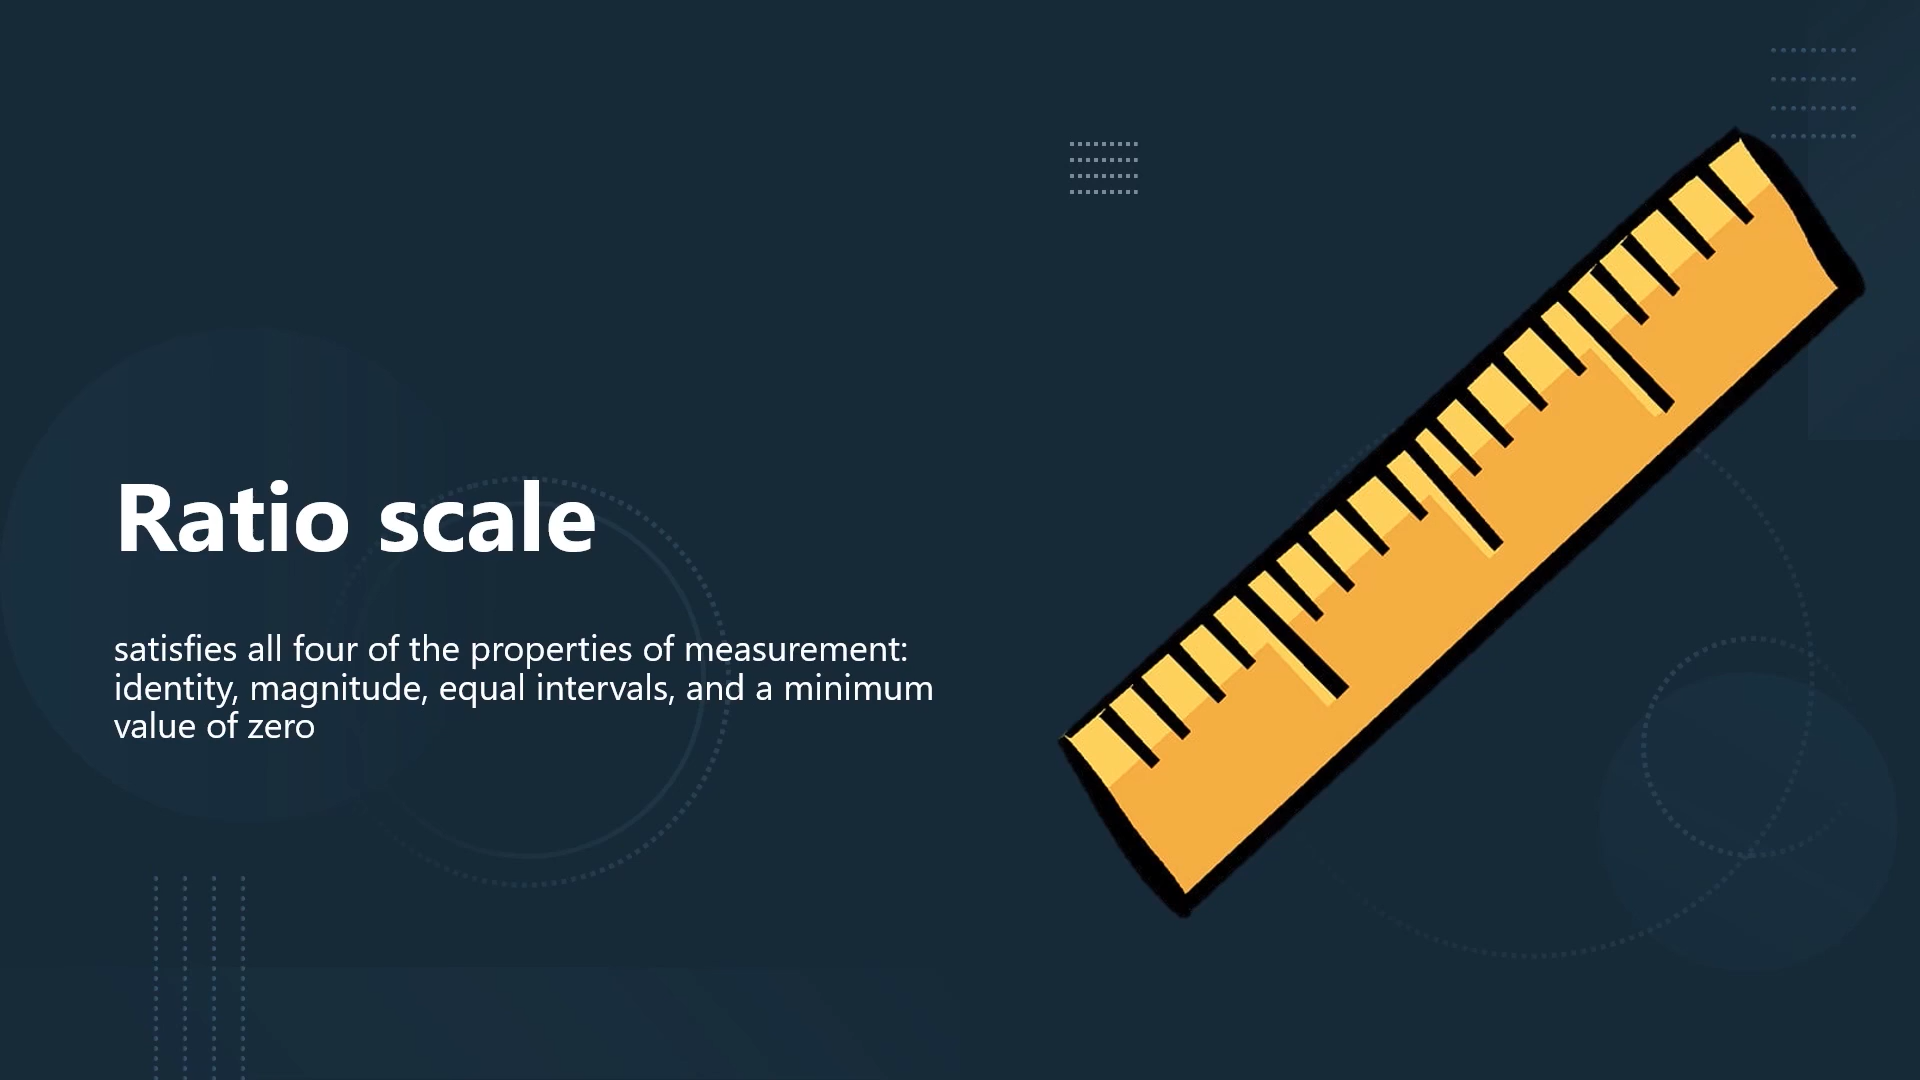 Ratio scale
satisfies all four of the properties of measurement:
identity, magnitude, equal intervals, and a minimum
value of zero